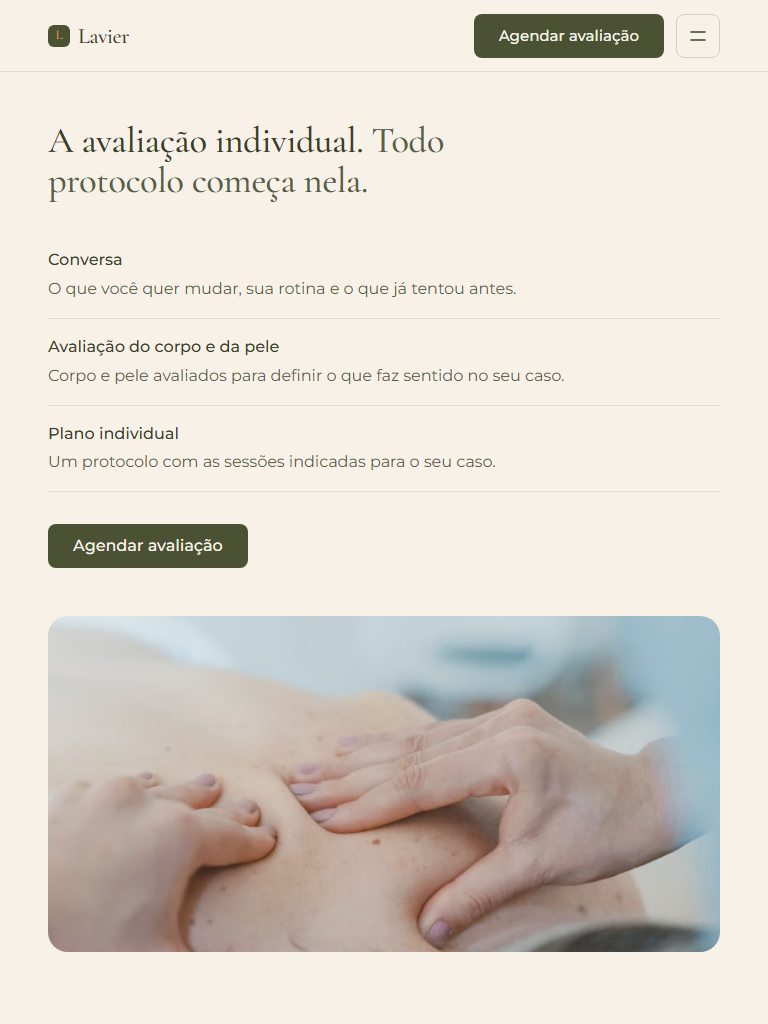 L
Lavier
Agendar avaliação
A avaliação individual. Todo
protocolo começa nela.
Conversa
O que você quer mudar, sua rotina e o que já tentou antes.
Avaliação do corpo e da pele
Corpo e pele avaliados para definir o que faz sentido no seu caso.
Plano individual
Um protocolo com as sessões indicadas para o seu caso.
Agendar avaliação